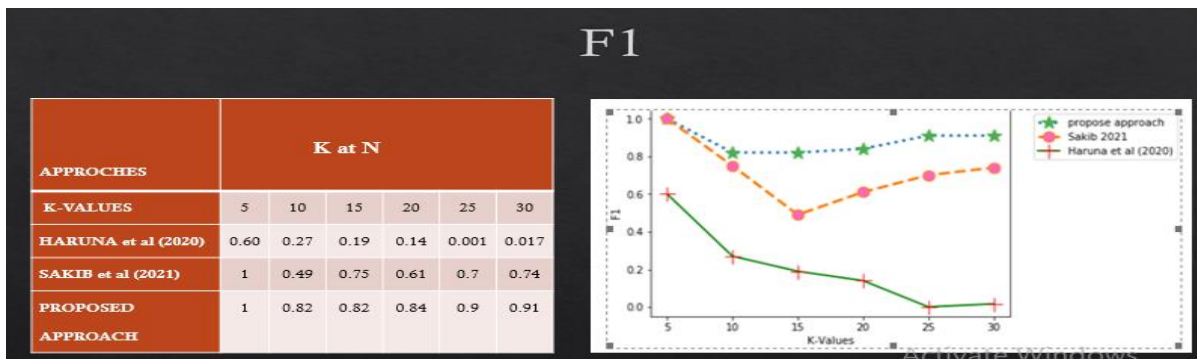 F1
APPROCHES
K at N
K-VALUES 5 10 15 20 25 30
HARUNA et al (2020) 0.60 0.27 0.19 0.14 0.001 0.017
SAKIB et al (2021) 1 0.49 0.75 0.61 0.7 0.74
PROPOSED
APPROACH
1 0.82 0.82 0.84 0.9 0.91
1.0
0.8
0.6
0.4
0.2
0.0
F1
5 10 15 20 25 30
K-Values
propose approach
Sakib 2021
Haruna et al (2020)
Activate Windows